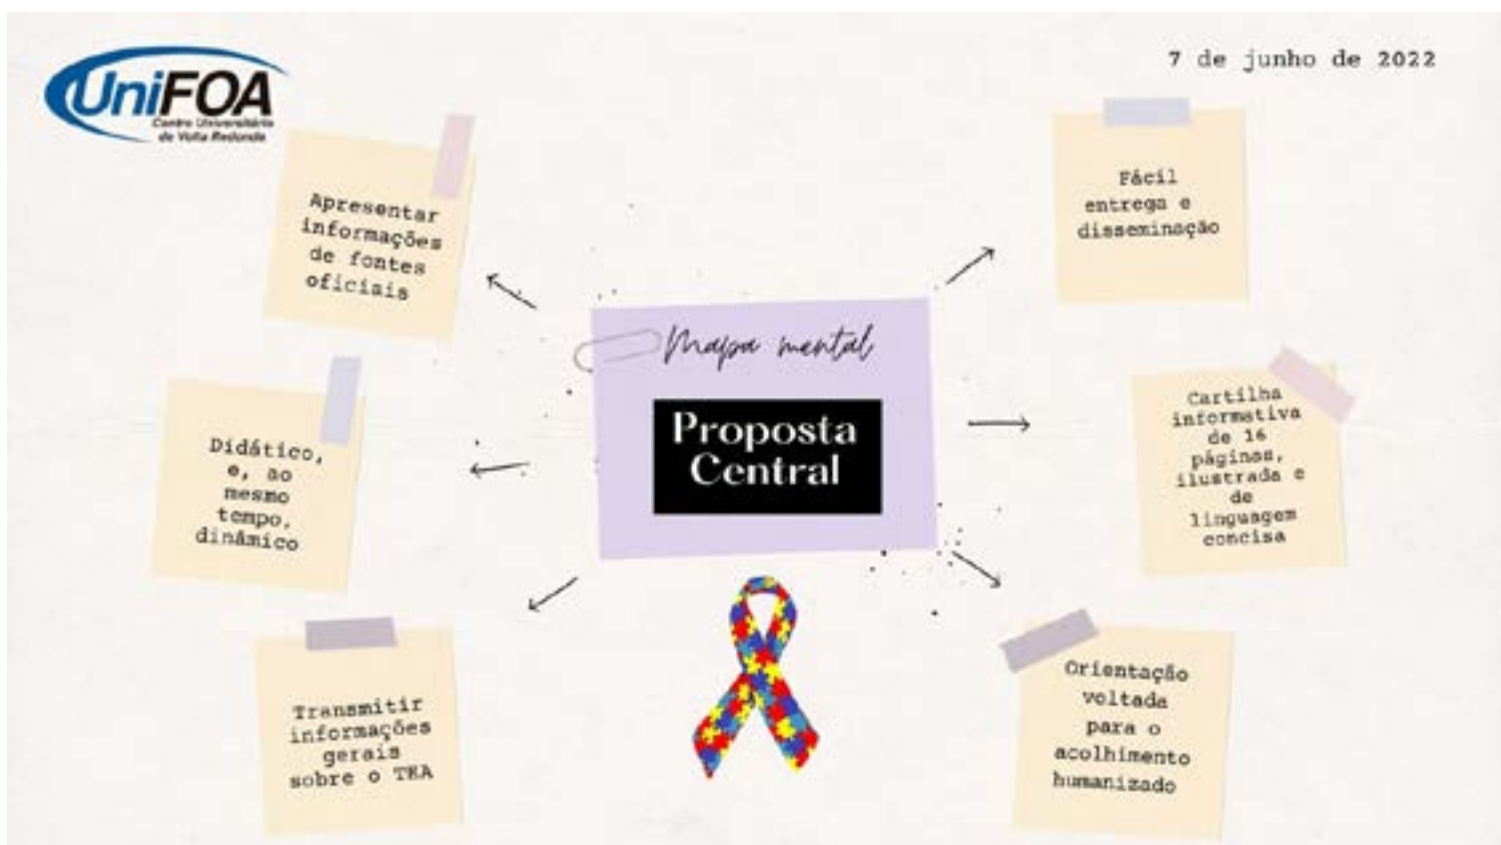 UniFOA
Centro Universitário
de Volta Redonda
7 de junho de 2022
Apresentar
informações
de fontes
oficiais
Didático,
e, ao
mesmo
tempo,
dinâmico
Transmitir
informações
gerais
sobre o TEA
Mapa mental
Proposta
Central
Fácil
entrega e
disseminação
Cartilha
informativa
de 16
páginas,
ilustrada e
de
linguagem
concisa
Orientação
voltada
para o
acolhimento
humanizado